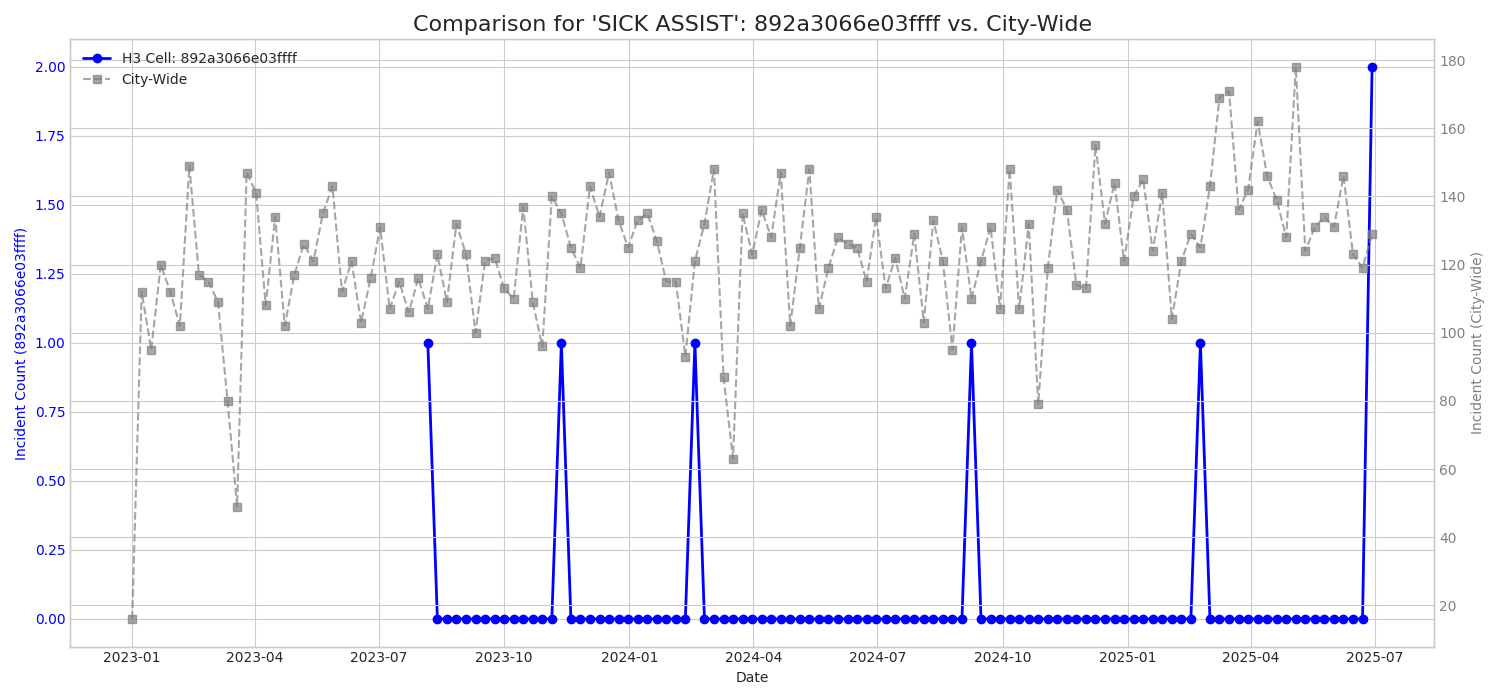 Comparison for 'SICK ASSIST': 892a3066e03ffff vs. City-Wide
H3 Cell: 892a3066e03ffff
City-Wide
Incident Count (892a3066e03ffff)
2.00
1.75
1.50
1.25
1.00
0.75
0.50
0.25
0.00
180
160
140
120
100
80
60
40
20
Incident Count (City-Wide)
2023-01 2023-04 2023-07 2023-10 2024-01 2024-04 2024-07 2024-10 2025-01 2025-04 2025-07
Date